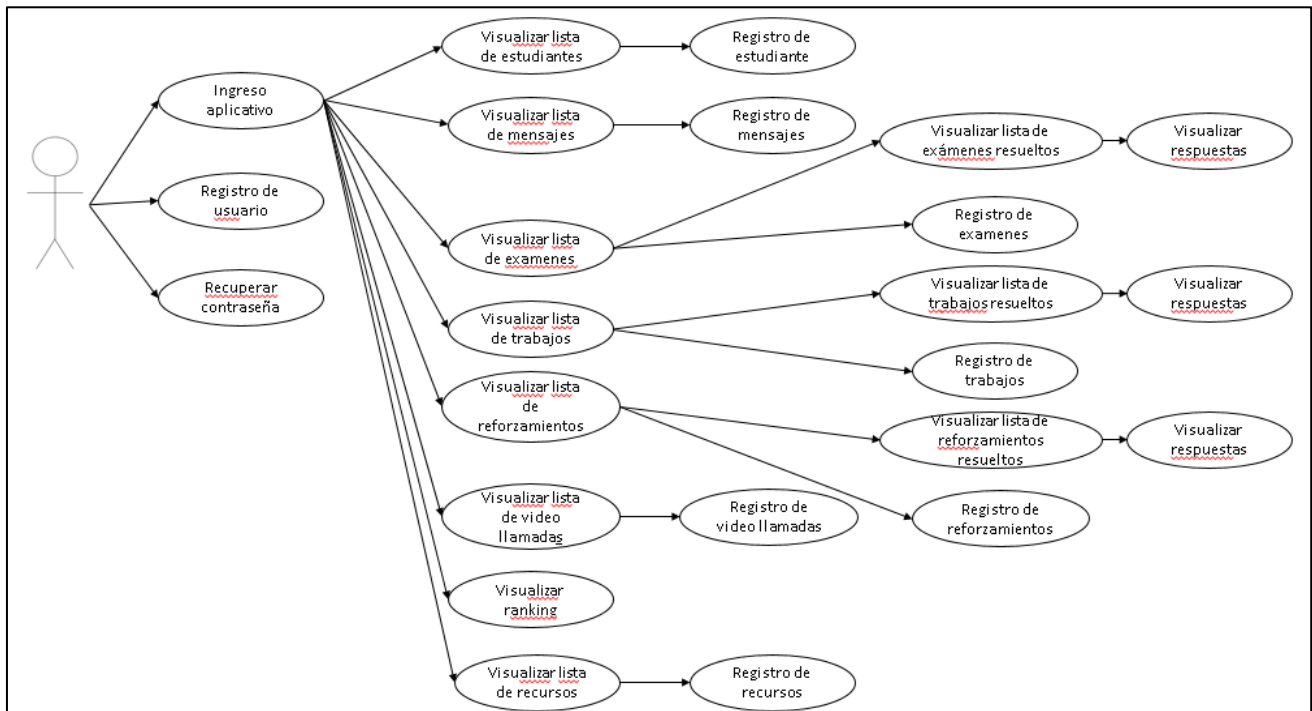 Visualizar lista
de estudiantes
Registro de
estudiante
Ingreso
aplicativo
Visualizar lista
de mensajes
Registro de
mensajes
Visualizar lista de
exámenes resueltos
Visualizar
respuestas
Registro de
usuario
Visualizar lista
de examenes
Registro de
examenes
Recuperar
contraseña
Visualizar lista
de trabajos
Visualizar lista de
trabajos resueltos
Visualizar
respuestas
Registro de
trabajos
Visualizar lista
de
reforzamientos
Visualizar lista de
reforzamientos
resueltos
Visualizar
respuestas
Visualizar lista
de video
llamadas
Registro de
video llamadas
Registro de
reforzamientos
Visualizar
ranking
Visualizar lista
de recursos
Registro de
recursos